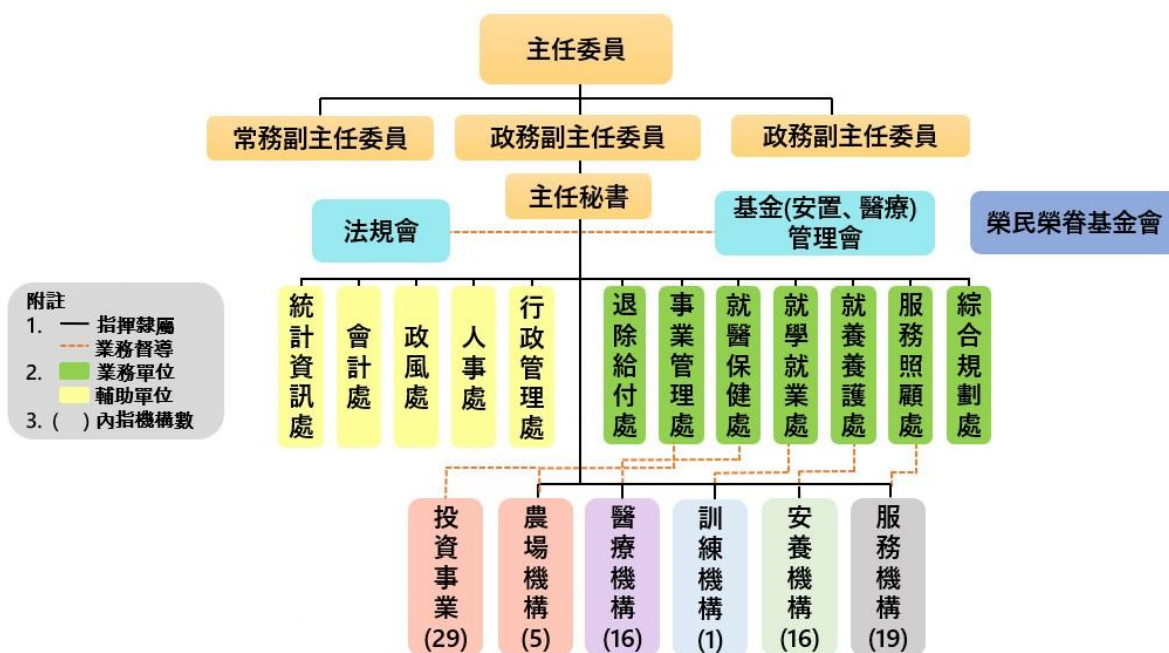 主任委員
常務副主任委員
政務副主任委員
政務副主任委員
主任秘書
法規會
基金(安置、醫療)
管理會
榮民榮眷基金會
附註
1. 指揮隸屬
業務督導
2. 業務單位
輔助單位
3. ( )內指機構數
統計資訊處
會計處
政風處
人事處
行政管理處
退除給付處
事業管理處
就醫保健處
就學就業處
就養養護處
服務照顧處
綜合規劃處
投資事業
(29)
農場機構
(5)
醫療機構
(16)
訓練機構
(1)
安養機構
(16)
服務機構
(19)